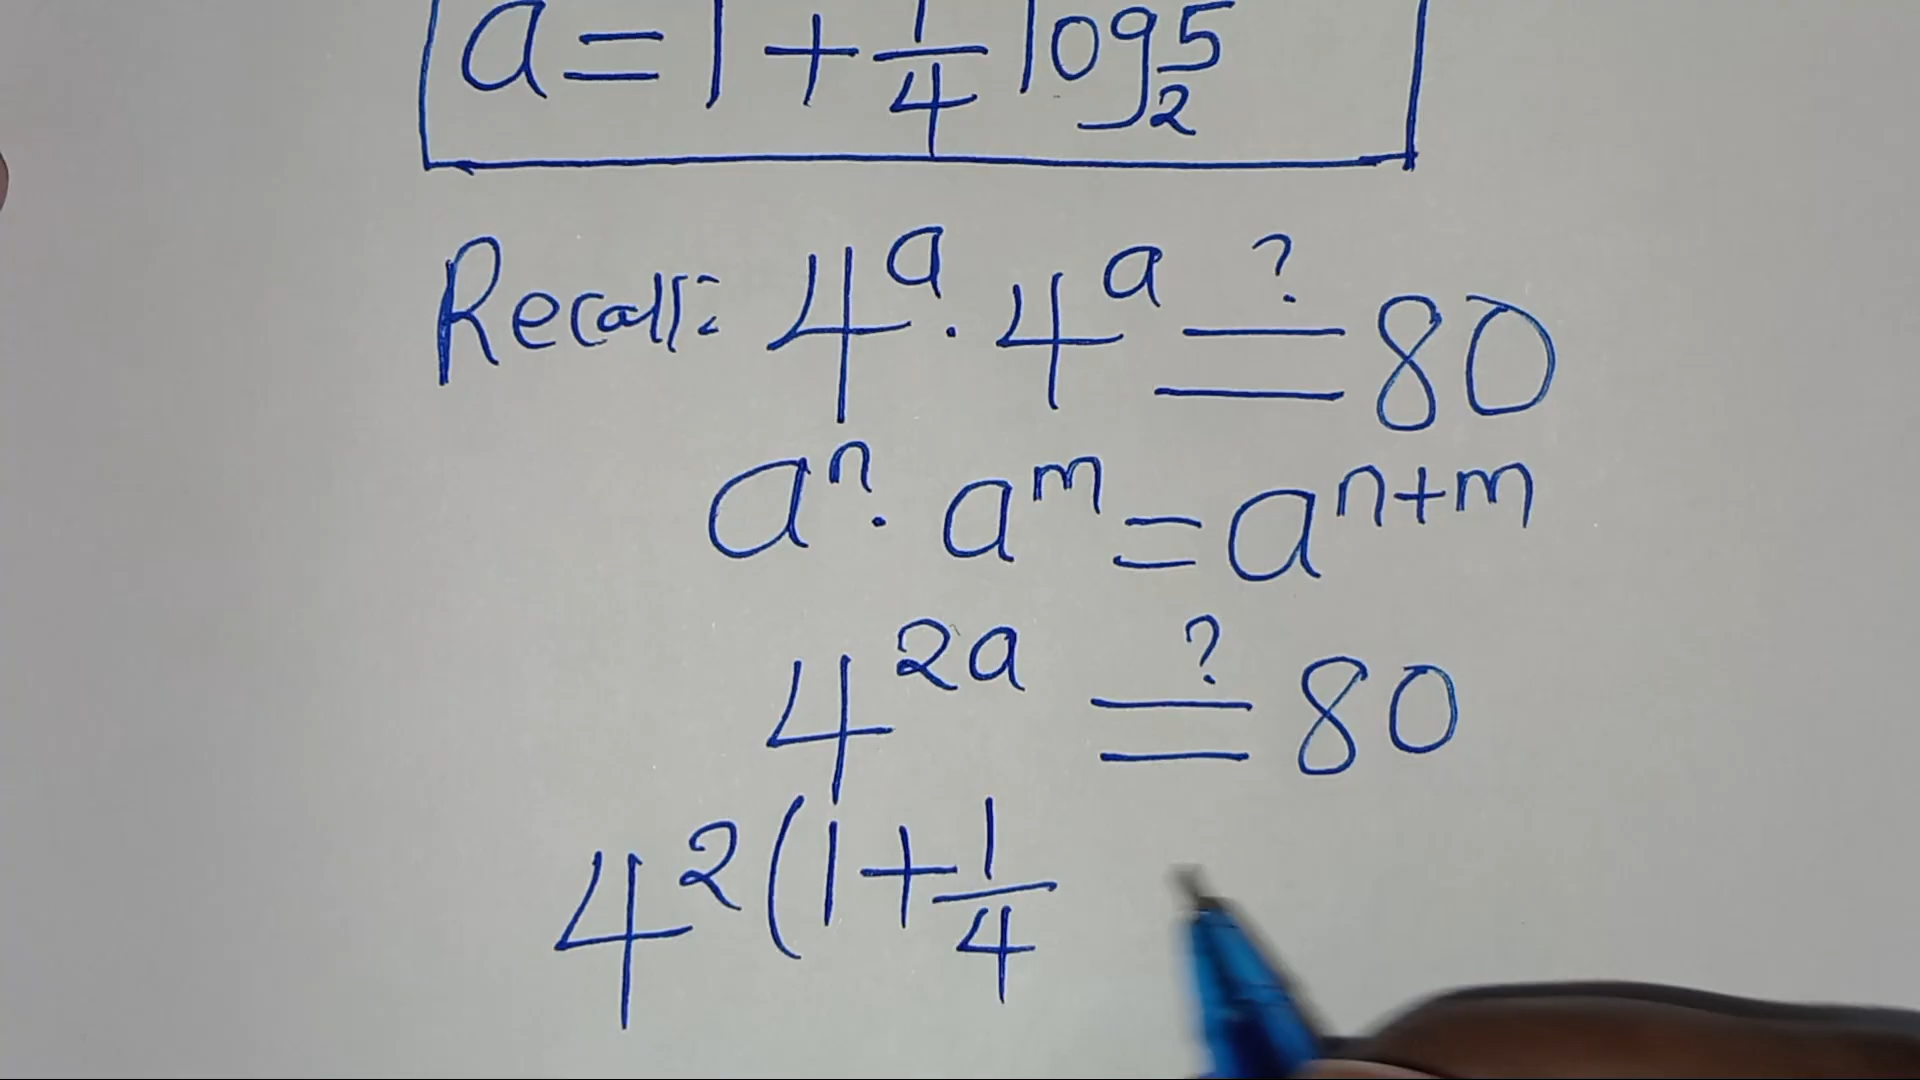 a = 1 + 1/4 log₂5
Recall: 4^a · 4^a ≟ 80
a^n · a^m = a^(n+m)
4^(2a) ≟ 80
4^2(1 + 1/4